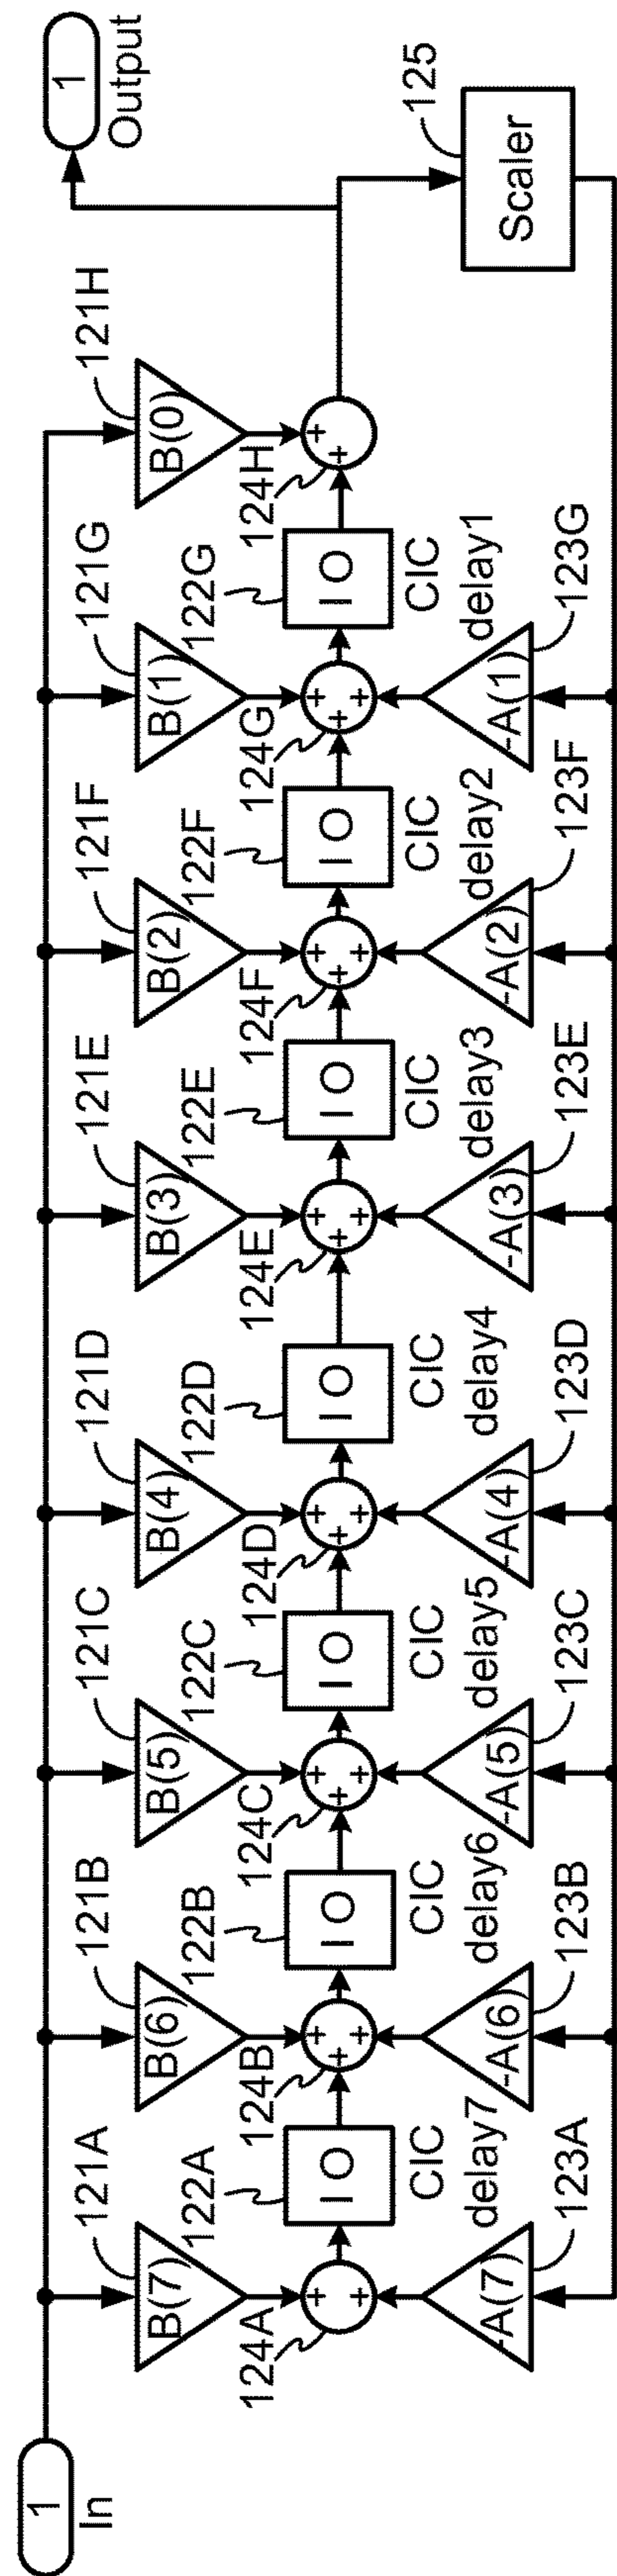 1
In
1
Output
121A
121B
121C
121D
121E
121F
121G
121H
B(7)
B(6)
B(5)
B(4)
B(3)
B(2)
B(1)
B(0)
122A
122B
122C
122D
122E
122F
122G
124A
124B
124C
124D
124E
124F
124G
124H
+ +
+ + +
+ + +
+ + +
+ + +
+ + +
+ + +
+ +
I O
I O
I O
I O
I O
I O
I O
CIC
delay7
CIC
delay6
CIC
delay5
CIC
delay4
CIC
delay3
CIC
delay2
CIC
delay1
-A(7)
-A(6)
-A(5)
-A(4)
-A(3)
-A(2)
-A(1)
123A
123B
123C
123D
123E
123F
123G
125
Scaler